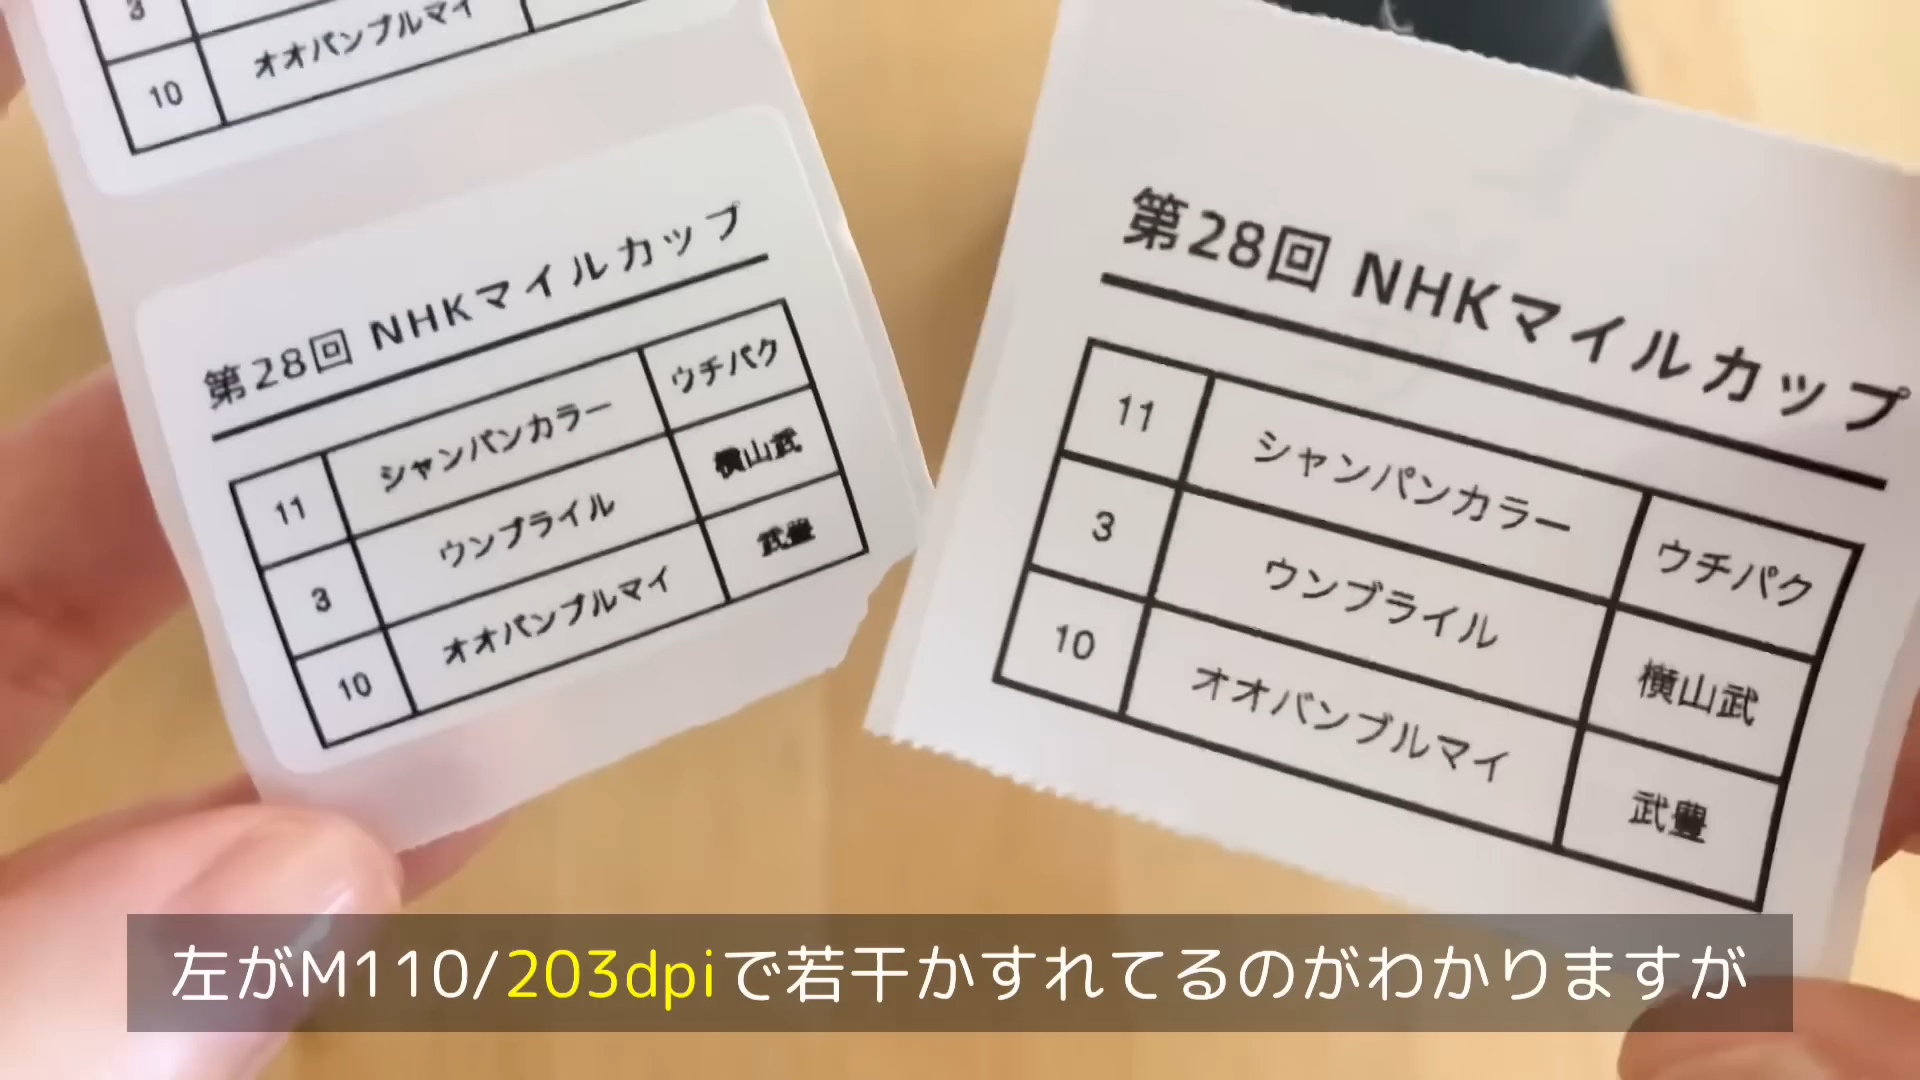 3
10
オオバンブルマイ
第28回 NHKマイルカップ
11 シャンパンカラー ウチパク
3 ウンブライル 横山武
10 オオバンブルマイ 武豊
第28回 NHKマイルカップ
11 シャンパンカラー ウチパク
3 ウンブライル 横山武
10 オオバンブルマイ 武豊
左がM110/203dpiで若干かすれてるのがわかりますが